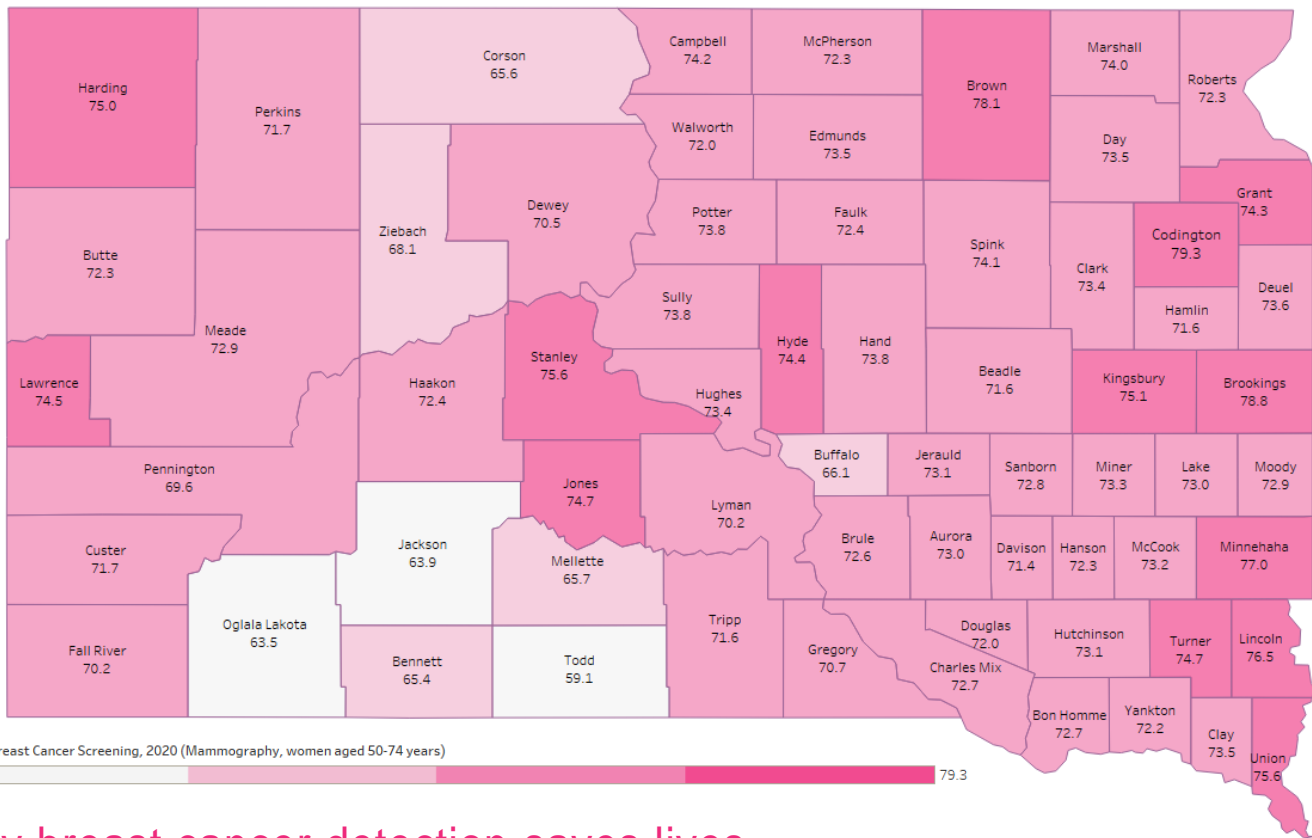 Harding
75.0
Perkins
71.7
Corson
65.6
Campbell
74.2
McPherson
72.3
Brown
78.1
Marshall
74.0
Roberts
72.3
Walworth
72.0
Edmunds
73.5
Day
73.5
Grant
74.3
Butte
72.3
Ziebach
68.1
Dewey
70.5
Potter
73.8
Faulk
72.4
Spink
74.1
Clark
73.4
Codington
79.3
Deuel
73.6
Hamlin
71.6
Meade
72.9
Sully
73.8
Hyde
74.4
Hand
73.8
Stanley
75.6
Lawrence
74.5
Haakon
72.4
Hughes
73.4
Beadle
71.6
Kingsbury
75.1
Brookings
78.8
Pennington
69.6
Jones
74.7
Buffalo
66.1
Jerauld
73.1
Sanborn
72.8
Miner
73.3
Lake
73.0
Moody
72.9
Lyman
70.2
Custer
71.7
Jackson
63.9
Mellette
65.7
Brule
72.6
Aurora
73.0
Davison
71.4
Hanson
72.3
McCook
73.2
Minnehaha
77.0
Fall River
70.2
Oglala Lakota
63.5
Bennett
65.4
Todd
59.1
Tripp
71.6
Gregory
70.7
Douglas
72.0
Charles Mix
72.7
Hutchinson
73.1
Turner
74.7
Lincoln
76.5
Bon Homme
72.7
Yankton
72.2
Clay
73.5
Union
75.6
reast Cancer Screening, 2020 (Mammography, women aged 50-74 years)
79.3
y breast cancer detection saves lives